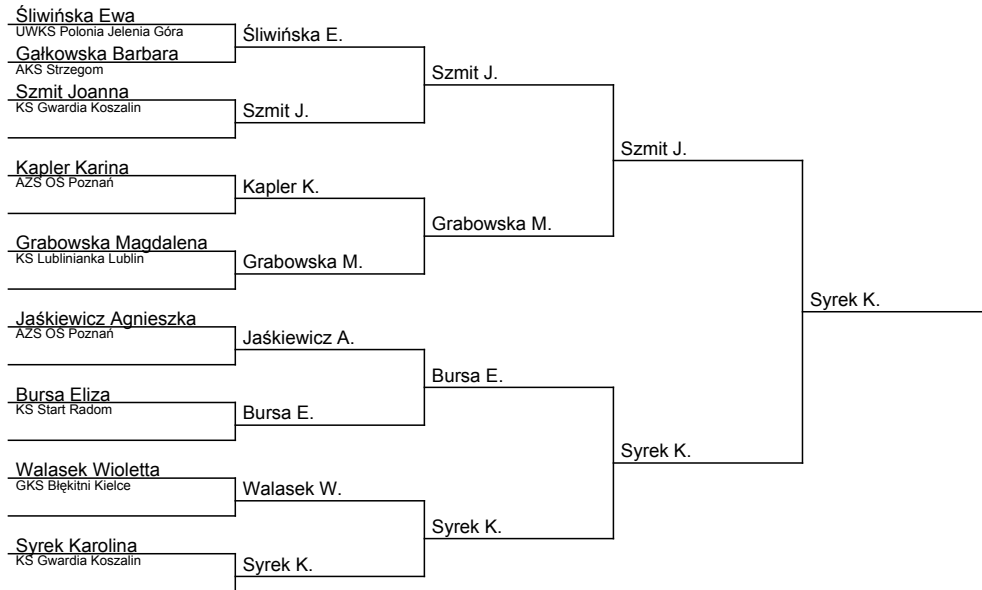 Śliwińska Ewa
UWKS Polonia Jelenia Góra
Gałkowska Barbara
AKS Strzegom
Szmit Joanna
KS Gwardia Koszalin
Kapler Karina
AZS OŚ Poznań
Grabowska Magdalena
KS Lublinianka Lublin
Jaśkiewicz Agnieszka
AZS OŚ Poznań
Bursa Eliza
KS Start Radom
Walasek Wioletta
GKS Błękitni Kielce
Syrek Karolina
KS Gwardia Koszalin
Śliwińska E.
Szmit J.
Kapler K.
Grabowska M.
Jaśkiewicz A.
Bursa E.
Walasek W.
Syrek K.
Szmit J.
Grabowska M.
Bursa E.
Syrek K.
Szmit J.
Syrek K.
Syrek K.